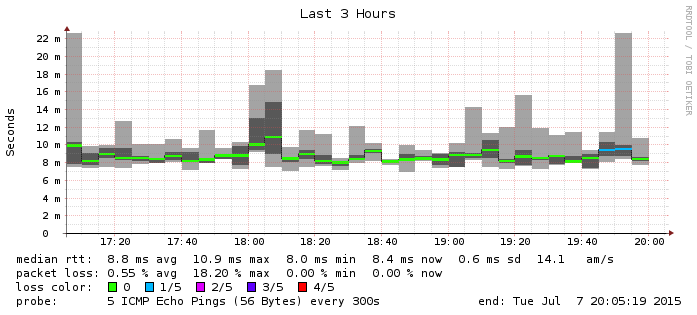 Last 3 Hours
RRDTOOL / TOBI OETIKER
Seconds
22 m
20 m
18 m
16 m
14 m
12 m
10 m
8 m
6 m
4 m
2 m
0
17:20 17:40 18:00 18:20 18:40 19:00 19:20 19:40 20:00
median rtt: 8.8 ms avg 10.9 ms max 8.0 ms min 8.4 ms now 0.6 ms sd 14.1 am/s
packet loss: 0.55 % avg 18.20 % max 0.00 % min 0.00 % now
loss color: 0 1/5 2/5 3/5 4/5
probe: 5 ICMP Echo Pings (56 Bytes) every 300s end: Tue Jul 7 20:05:19 2015